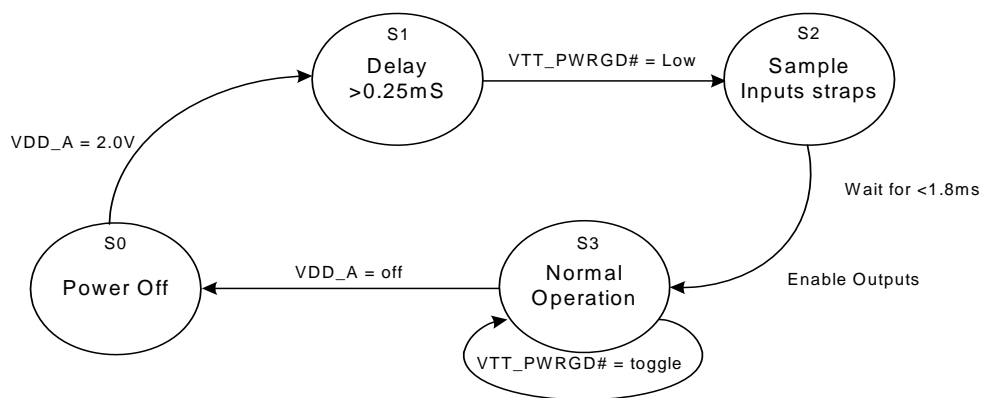 S1
Delay
>0.25mS
VTT_PWRGD# = Low
S2
Sample
Inputs straps
VDD_A = 2.0V
Wait for <1.8ms
S0
Power Off
VDD_A = off
S3
Normal
Operation
Enable Outputs
VTT_PWRGD# = toggle